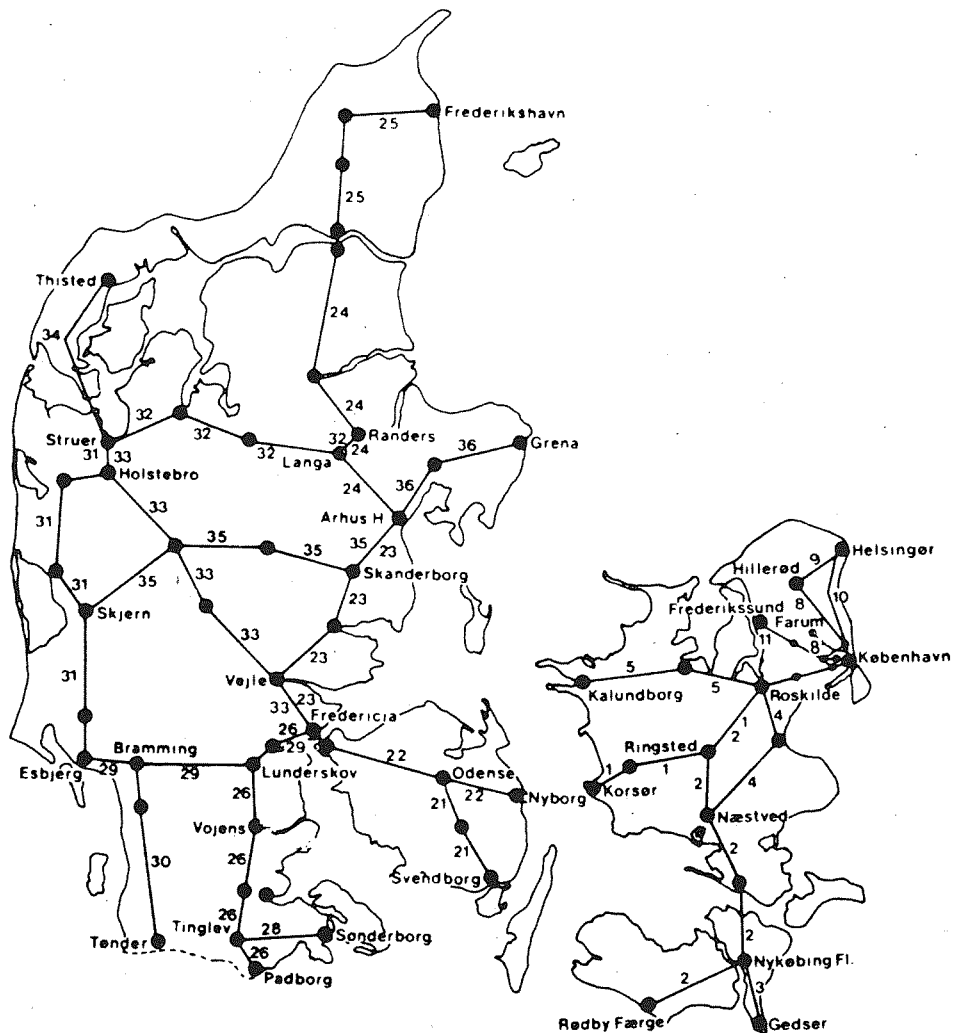 Frederikshavn
25
25
Thisted
24
34
32
24
Struer
32
32
32
24
Randers
36
Grena
31
33
Langa
Holstebro
24
36
33
Arhus H
31
35
35
35
23
33
Skanderborg
31
35
Skjern
23
33
23
31
Vejle
23
33
Fredericia
26
29
Bramming
22
Esbjerg
29
29
Lunderskov
Odense
22
Nyborg
26
21
Vojens
26
21
30
Svendborg
26
28
Tinglev
Sønderborg
Tønder
26
Padborg
9
Helsingør
Hillerød
8
10
Frederikssund
Farum
11
8
København
5
5
Kalundborg
Roskilde
1
4
2
Ringsted
1
1
2
4
Korsør
Næstved
2
2
Nykøbing Fl.
2
3
Rødby Færge
Gedser